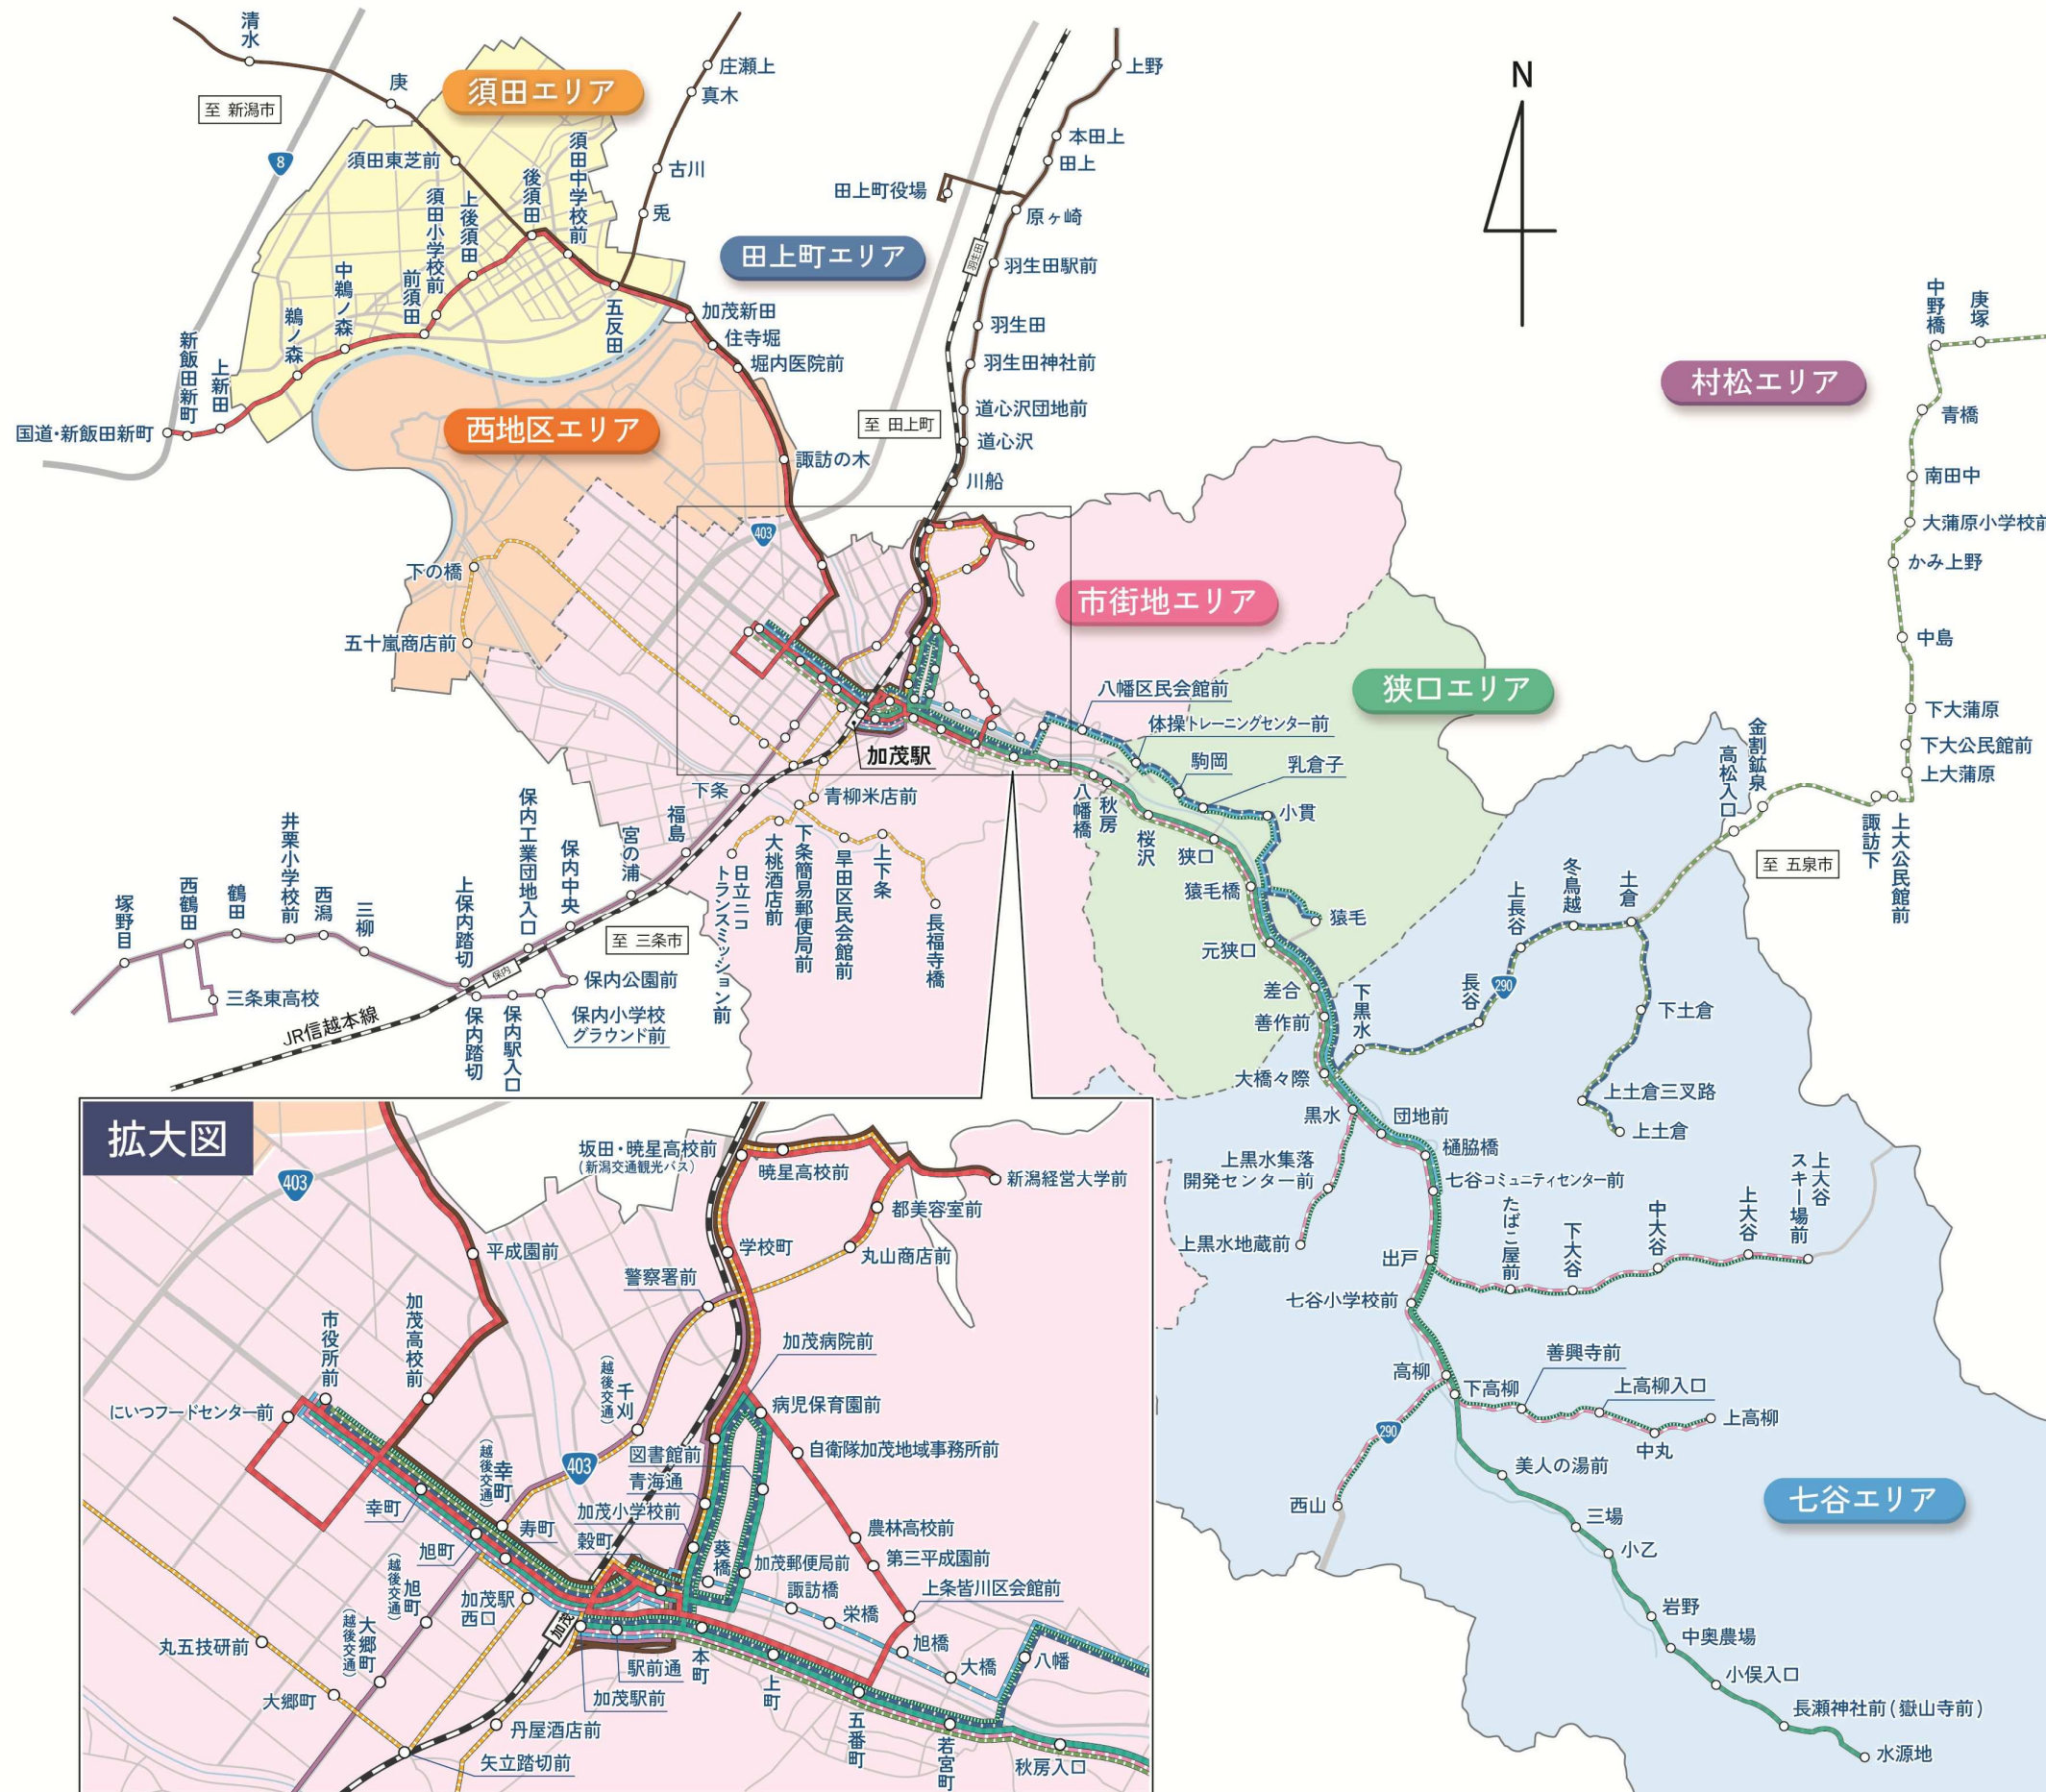 清水
至 新潟市
8
庚
須田エリア
須田東芝前
須田小学校前
上後須田
後須田
須田中学校前
前須田
中鵜ノ森
鵜ノ森
上新田
新飯田新町
国道・新飯田新町
五反田
庄瀬上
真木
古川
兎
加茂新田
住寺堀
堀内医院前
諏訪の木
西地区エリア
下の橋
五十嵐商店前
田上町エリア
上野
本田上
田上
田上町役場
原ヶ崎
羽生田
羽生田駅前
羽生田
羽生田神社前
道心沢団地前
道心沢
至 田上町
川船
403
市街地エリア
加茂駅
N
村松エリア
中野橋
庚塚
青橋
南田中
大蒲原小学校前
かみ上野
中島
下大蒲原
下大公民館前
上大蒲原
上大公民館前
諏訪下
金割鉱泉
高松入口
至 五泉市
狭口エリア
八幡区民会館前
体操トレーニングセンター前
駒岡
乳倉子
小貫
八幡橋
秋房
桜沢
狭口
猿毛橋
猿毛
元狭口
差合
善作前
大橋々際
下黒水
長谷
290
上長谷
冬鳥越
土倉
下土倉
上土倉三叉路
上土倉
黒水
団地前
樋脇橋
上黒水集落
開発センター前
上黒水地蔵前
七谷コミュニティセンター前
出戸
たばこ屋前
下大谷
中大谷
上大谷
上大谷
スキー場前
七谷小学校前
高柳
下高柳
善興寺前
上高柳入口
上高柳
中丸
290
西山
美人の湯前
七谷エリア
三場
小乙
岩野
中奥農場
小俣入口
長瀬神社前(嶽山寺前)
水源地
下条
福島
宮の浦
保内中央
保内工業団地入口
上保内踏切
三柳
西潟
井栗小学校前
鶴田
西鶴田
塚野目
三条東高校
至 三条市
保内
保内公園前
保内小学校
グラウンド前
保内駅入口
保内踏切
JR信越本線
青柳米店前
日立ニコ
トランスミッション前
大桃酒店前
下条簡易郵便局前
旱田区民会館前
上下条
長福寺橋
拡大図
403
平成園前
坂田・暁星高校前
(新潟交通観光バス)
暁星高校前
新潟経営大学前
都美容室前
丸山商店前
学校町
警察署前
加茂病院前
病児保育園前
自衛隊加茂地域事務所前
農林高校前
第三平成園前
上条皆川区会館前
市役所前
加茂高校前
にいつフードセンター前
千刈
(越後交通)
403
図書館前
青海通
加茂小学校前
穀町
幸町
(越後交通)
幸町
寿町
旭町
旭町
(越後交通)
加茂駅
西口
大郷町
(越後交通)
丸五技研前
大郷町
加茂
葵橋
加茂郵便局前
諏訪橋
栄橋
旭橋
大橋
八幡
本町
駅前通
加茂駅前
丹屋酒店前
矢立踏切前
上町
五番町
若宮町
秋房入口